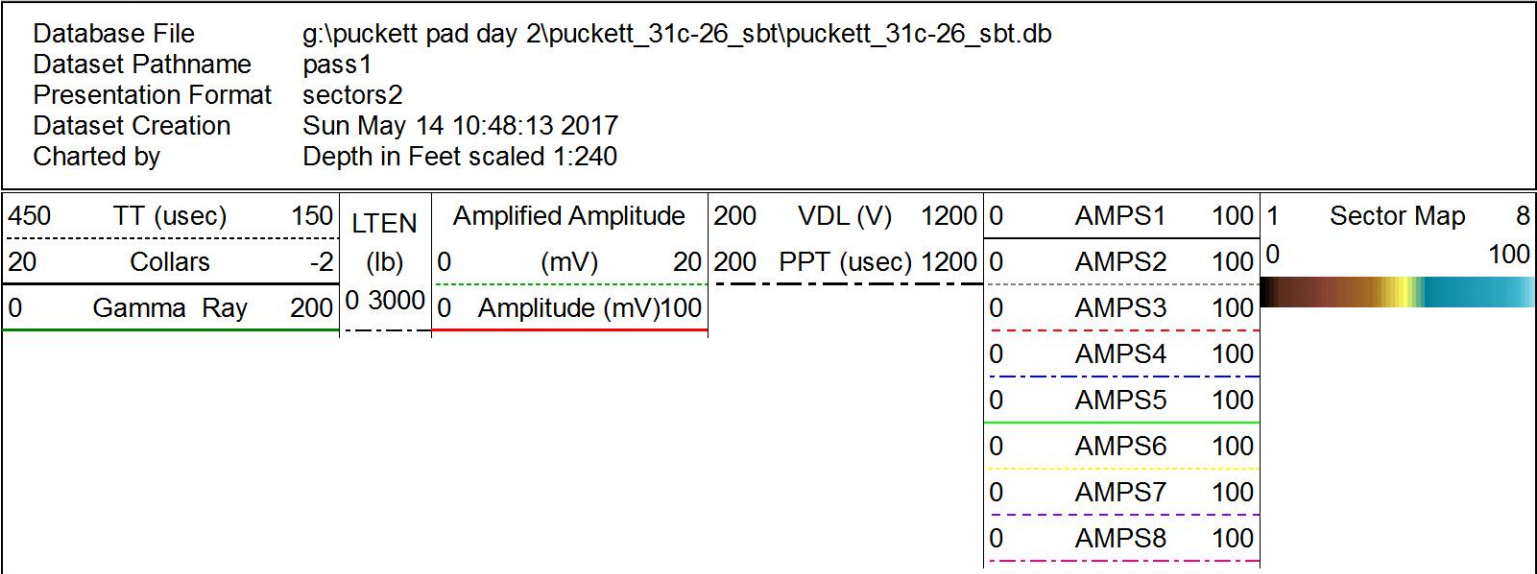 Database File g:\puckett pad day 2\puckett_31c-26_sbt\puckett_31c-26_sbt.db
Dataset Pathname pass1
Presentation Format sectors2
Dataset Creation Sun May 14 10:48:13 2017
Charted by Depth in Feet scaled 1:240
450 TT (usec) 150
20 Collars -2
0 Gamma Ray 200
LTEN
(lb)
0 3000
Amplified Amplitude
0 (mV) 20
0 Amplitude (mV) 100
200 VDL (V) 1200
200 PPT (usec) 1200
0 AMPS1 100
0 AMPS2 100
0 AMPS3 100
0 AMPS4 100
0 AMPS5 100
0 AMPS6 100
0 AMPS7 100
0 AMPS8 100
1 Sector Map 8
0 100